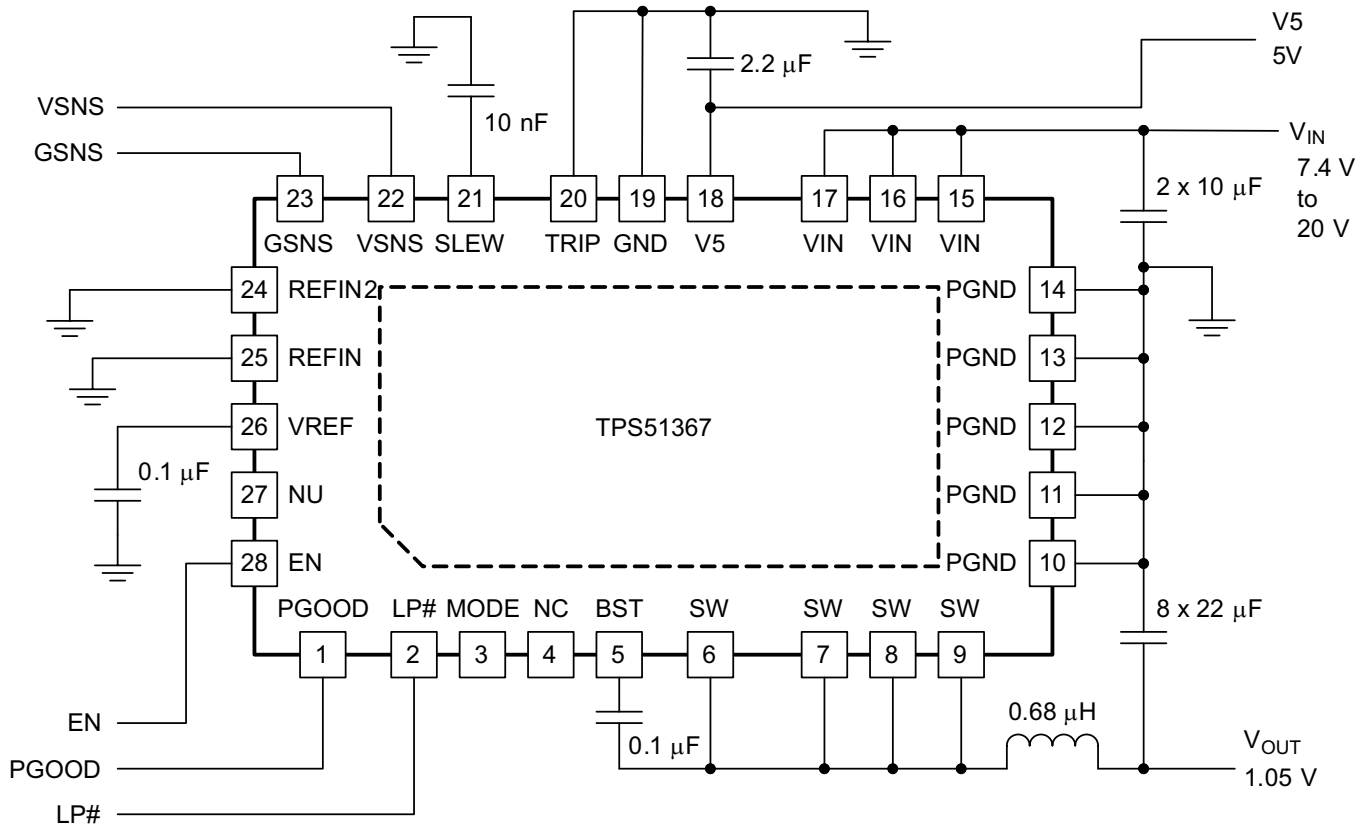 V5
5V
2.2 μF
10 nF
VSNS
GSNS
V_IN
7.4 V
to
20 V
2 x 10 μF
23 22 21 20 19 18 17 16 15
GSNS VSNS SLEW TRIP GND V5 VIN VIN VIN
24 REFIN2
PGND 14
25 REFIN
PGND 13
26 VREF
TPS51367
PGND 12
0.1 μF
27 NU
PGND 11
28 EN
PGND 10
PGOOD LP# MODE NC BST SW SW SW SW
8 x 22 μF
1 2 3 4 5 6 7 8 9
0.68 μH
EN
0.1 μF
V_OUT
1.05 V
PGOOD
LP#